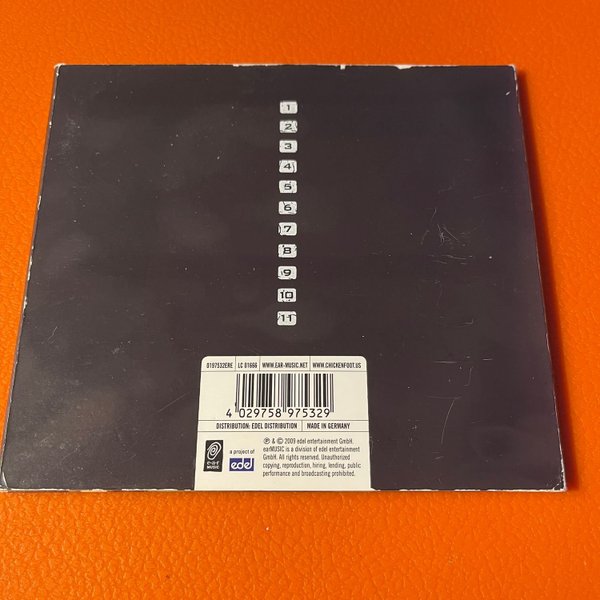 1
2
3
4
5
6
7
8
9
10
11
0197532ERE LC 01666 WWW.EAR-MUSIC.NET WWW.CHICKENFOOT.US
4 029758 975329
DISTRIBUTION: EDEL DISTRIBUTION MADE IN GERMANY
e·a·r MUSIC
a project of edel
℗ & © 2009 edel entertainment GmbH.
earMUSIC is a division of edel entertainment
GmbH. All rights reserved. Unauthorized
copying, reproduction, hiring, lending, public
performance and broadcasting prohibited.